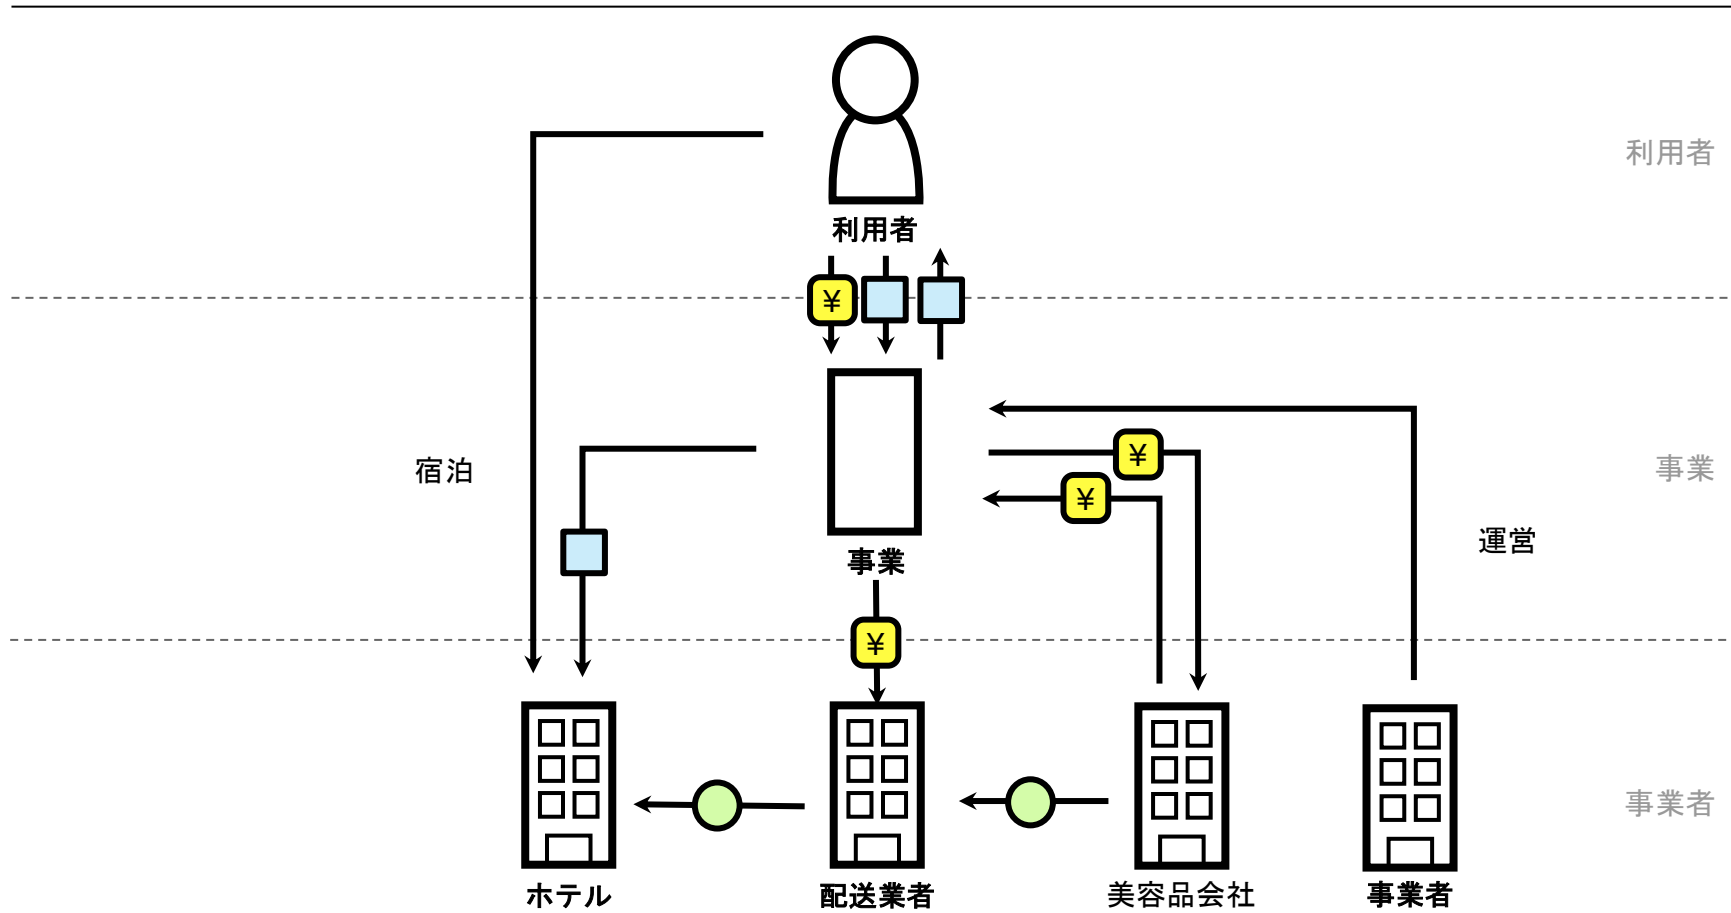 利用者
利用者
¥
事業
宿泊
¥
¥
運営
事業
¥
事業者
ホテル
配送業者
美容品会社
事業者